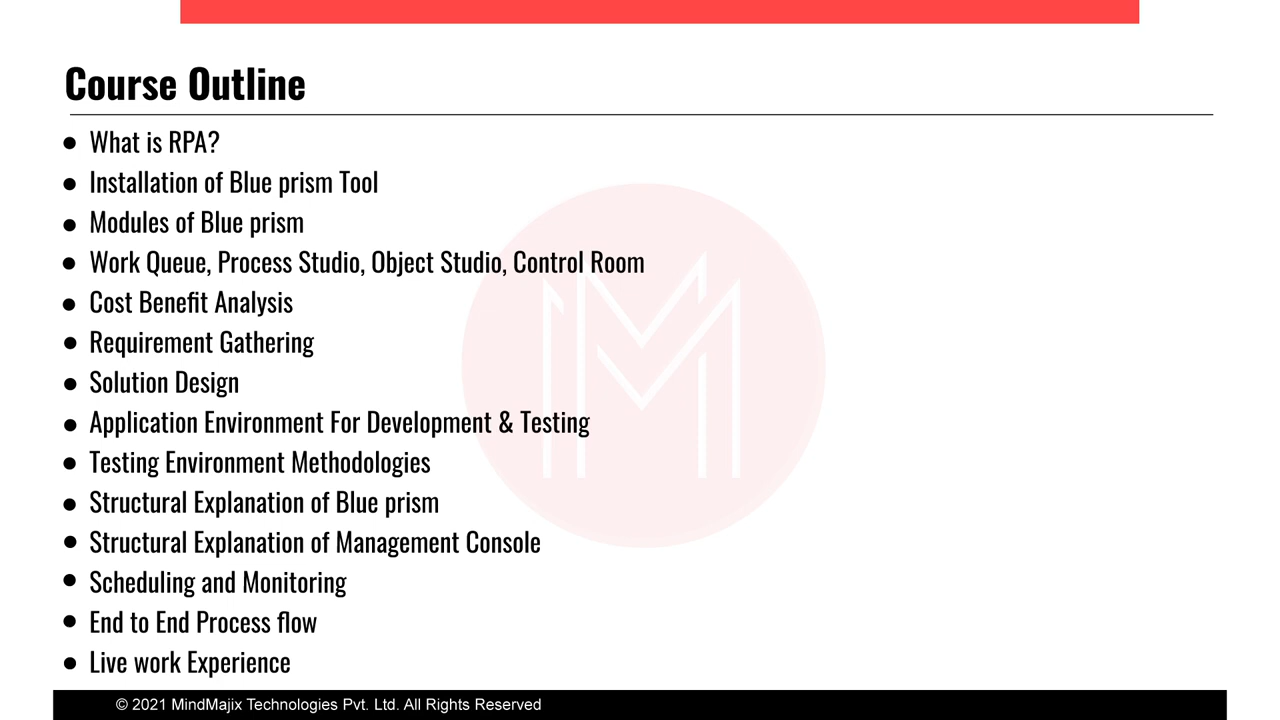 Course Outline
● What is RPA?
● Installation of Blue prism Tool
● Modules of Blue prism
● Work Queue, Process Studio, Object Studio, Control Room
● Cost Benefit Analysis
● Requirement Gathering
● Solution Design
● Application Environment For Development & Testing
● Testing Environment Methodologies
● Structural Explanation of Blue prism
● Structural Explanation of Management Console
● Scheduling and Monitoring
● End to End Process flow
● Live work Experience
© 2021 MindMajix Technologies Pvt. Ltd. All Rights Reserved